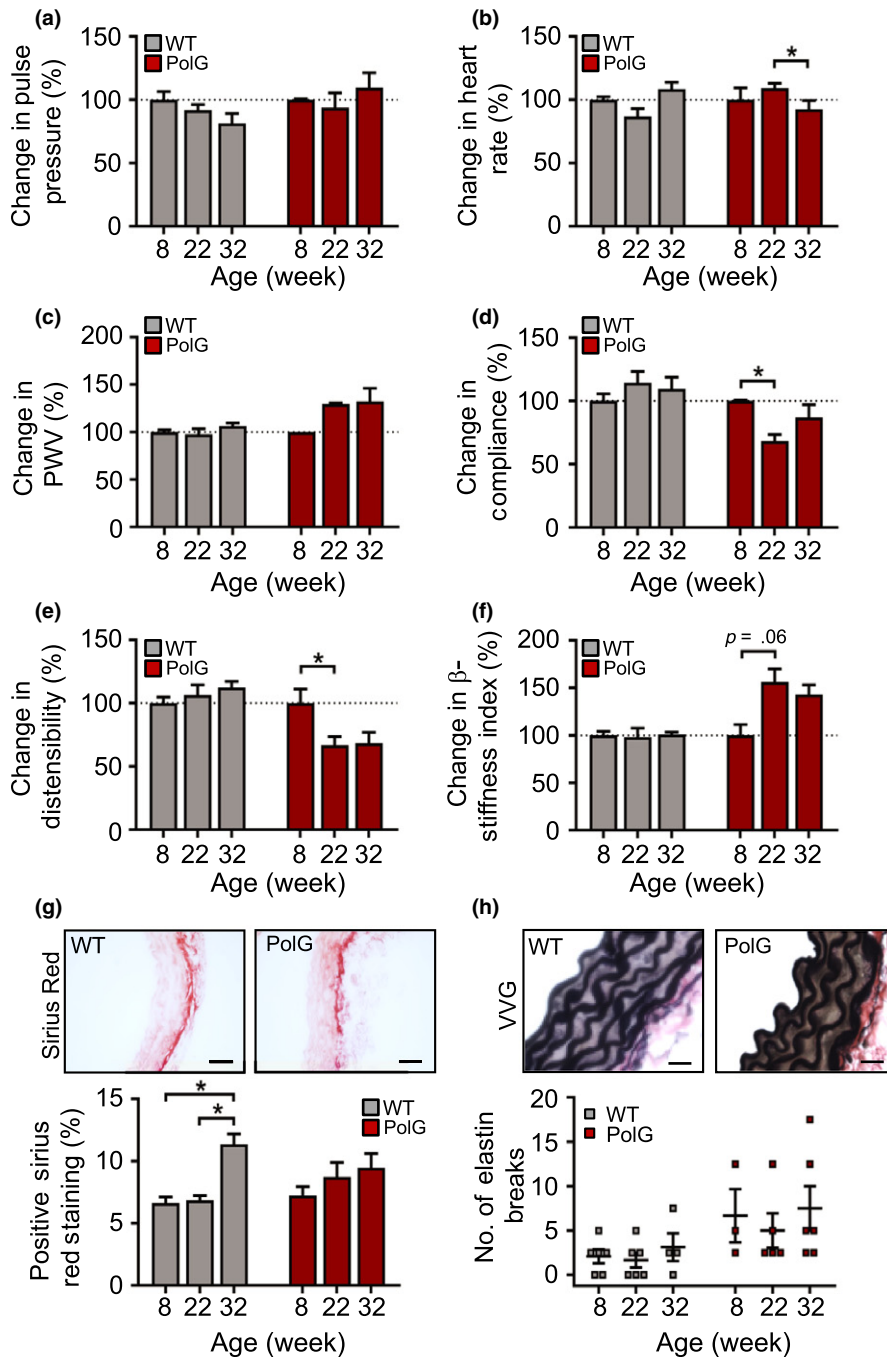 (a)
WT
PolG
Change in pulse
pressure (%)
150
100
50
0
8 22 32 8 22 32
Age (week)
(b)
WT
PolG
*
Change in heart
rate (%)
150
100
50
0
8 22 32 8 22 32
Age (week)
(c)
WT
PolG
Change in
PWV (%)
200
150
100
50
0
8 22 32 8 22 32
Age (week)
(d)
WT
PolG
*
Change in
compliance (%)
150
100
50
0
8 22 32 8 22 32
Age (week)
(e)
WT
PolG
*
Change in
distensibility (%)
150
100
50
0
8 22 32 8 22 32
Age (week)
(f)
WT
PolG
p = .06
Change in β-
stiffness index (%)
200
150
100
50
0
8 22 32 8 22 32
Age (week)
(g)
Sirius Red
WT
PolG
*
*
WT
PolG
Positive sirius
red staining (%)
15
10
5
0
8 22 32 8 22 32
Age (week)
(h)
VVG
WT
PolG
WT
PolG
No. of elastin
breaks
20
15
10
5
0
8 22 32 8 22 32
Age (week)